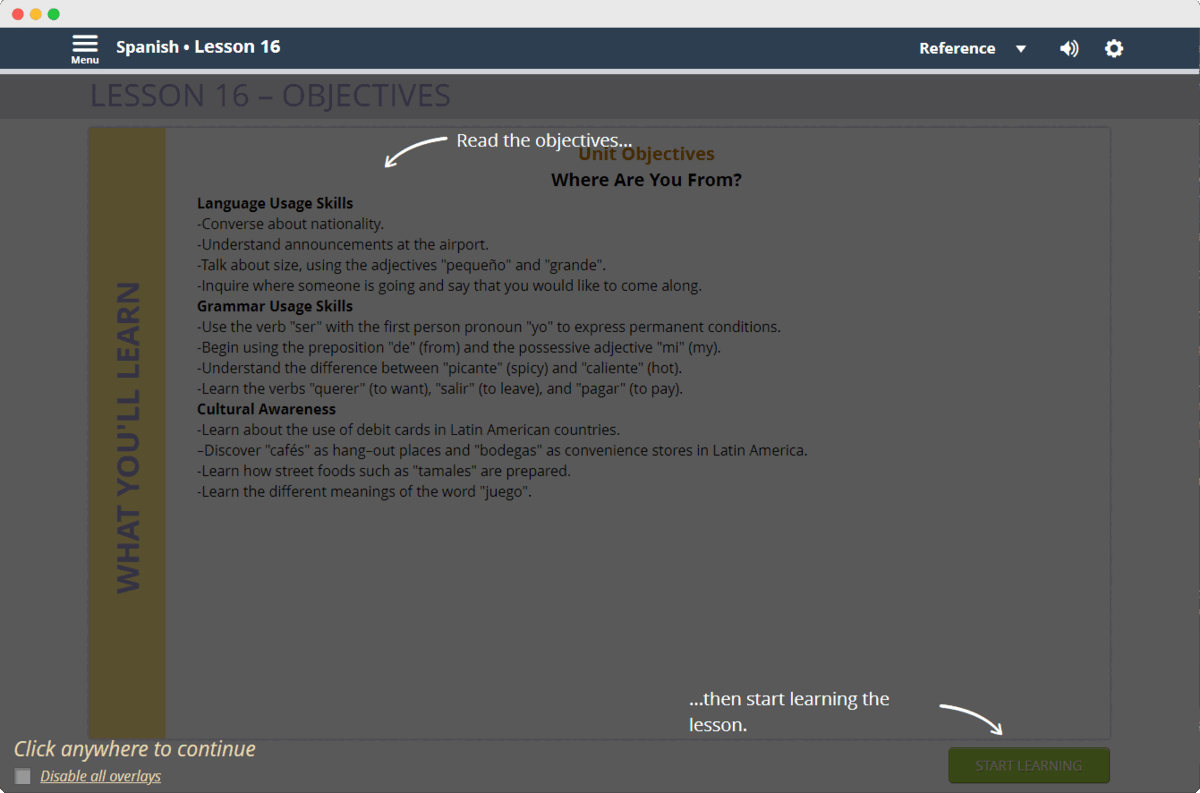 Menu
Spanish • Lesson 16
Reference
LESSON 16 – OBJECTIVES
Read the objectives...
Unit Objectives
Where Are You From?
WHAT YOU'LL LEARN
Language Usage Skills
-Converse about nationality.
-Understand announcements at the airport.
-Talk about size, using the adjectives "pequeño" and "grande".
-Inquire where someone is going and say that you would like to come along.
Grammar Usage Skills
-Use the verb "ser" with the first person pronoun "yo" to express permanent conditions.
-Begin using the preposition "de" (from) and the possessive adjective "mi" (my).
-Understand the difference between "picante" (spicy) and "caliente" (hot).
-Learn the verbs "querer" (to want), "salir" (to leave), and "pagar" (to pay).
Cultural Awareness
-Learn about the use of debit cards in Latin American countries.
–Discover "cafés" as hang–out places and "bodegas" as convenience stores in Latin America.
-Learn how street foods such as "tamales" are prepared.
-Learn the different meanings of the word "juego".
...then start learning the
lesson.
Click anywhere to continue
Disable all overlays
START LEARNING